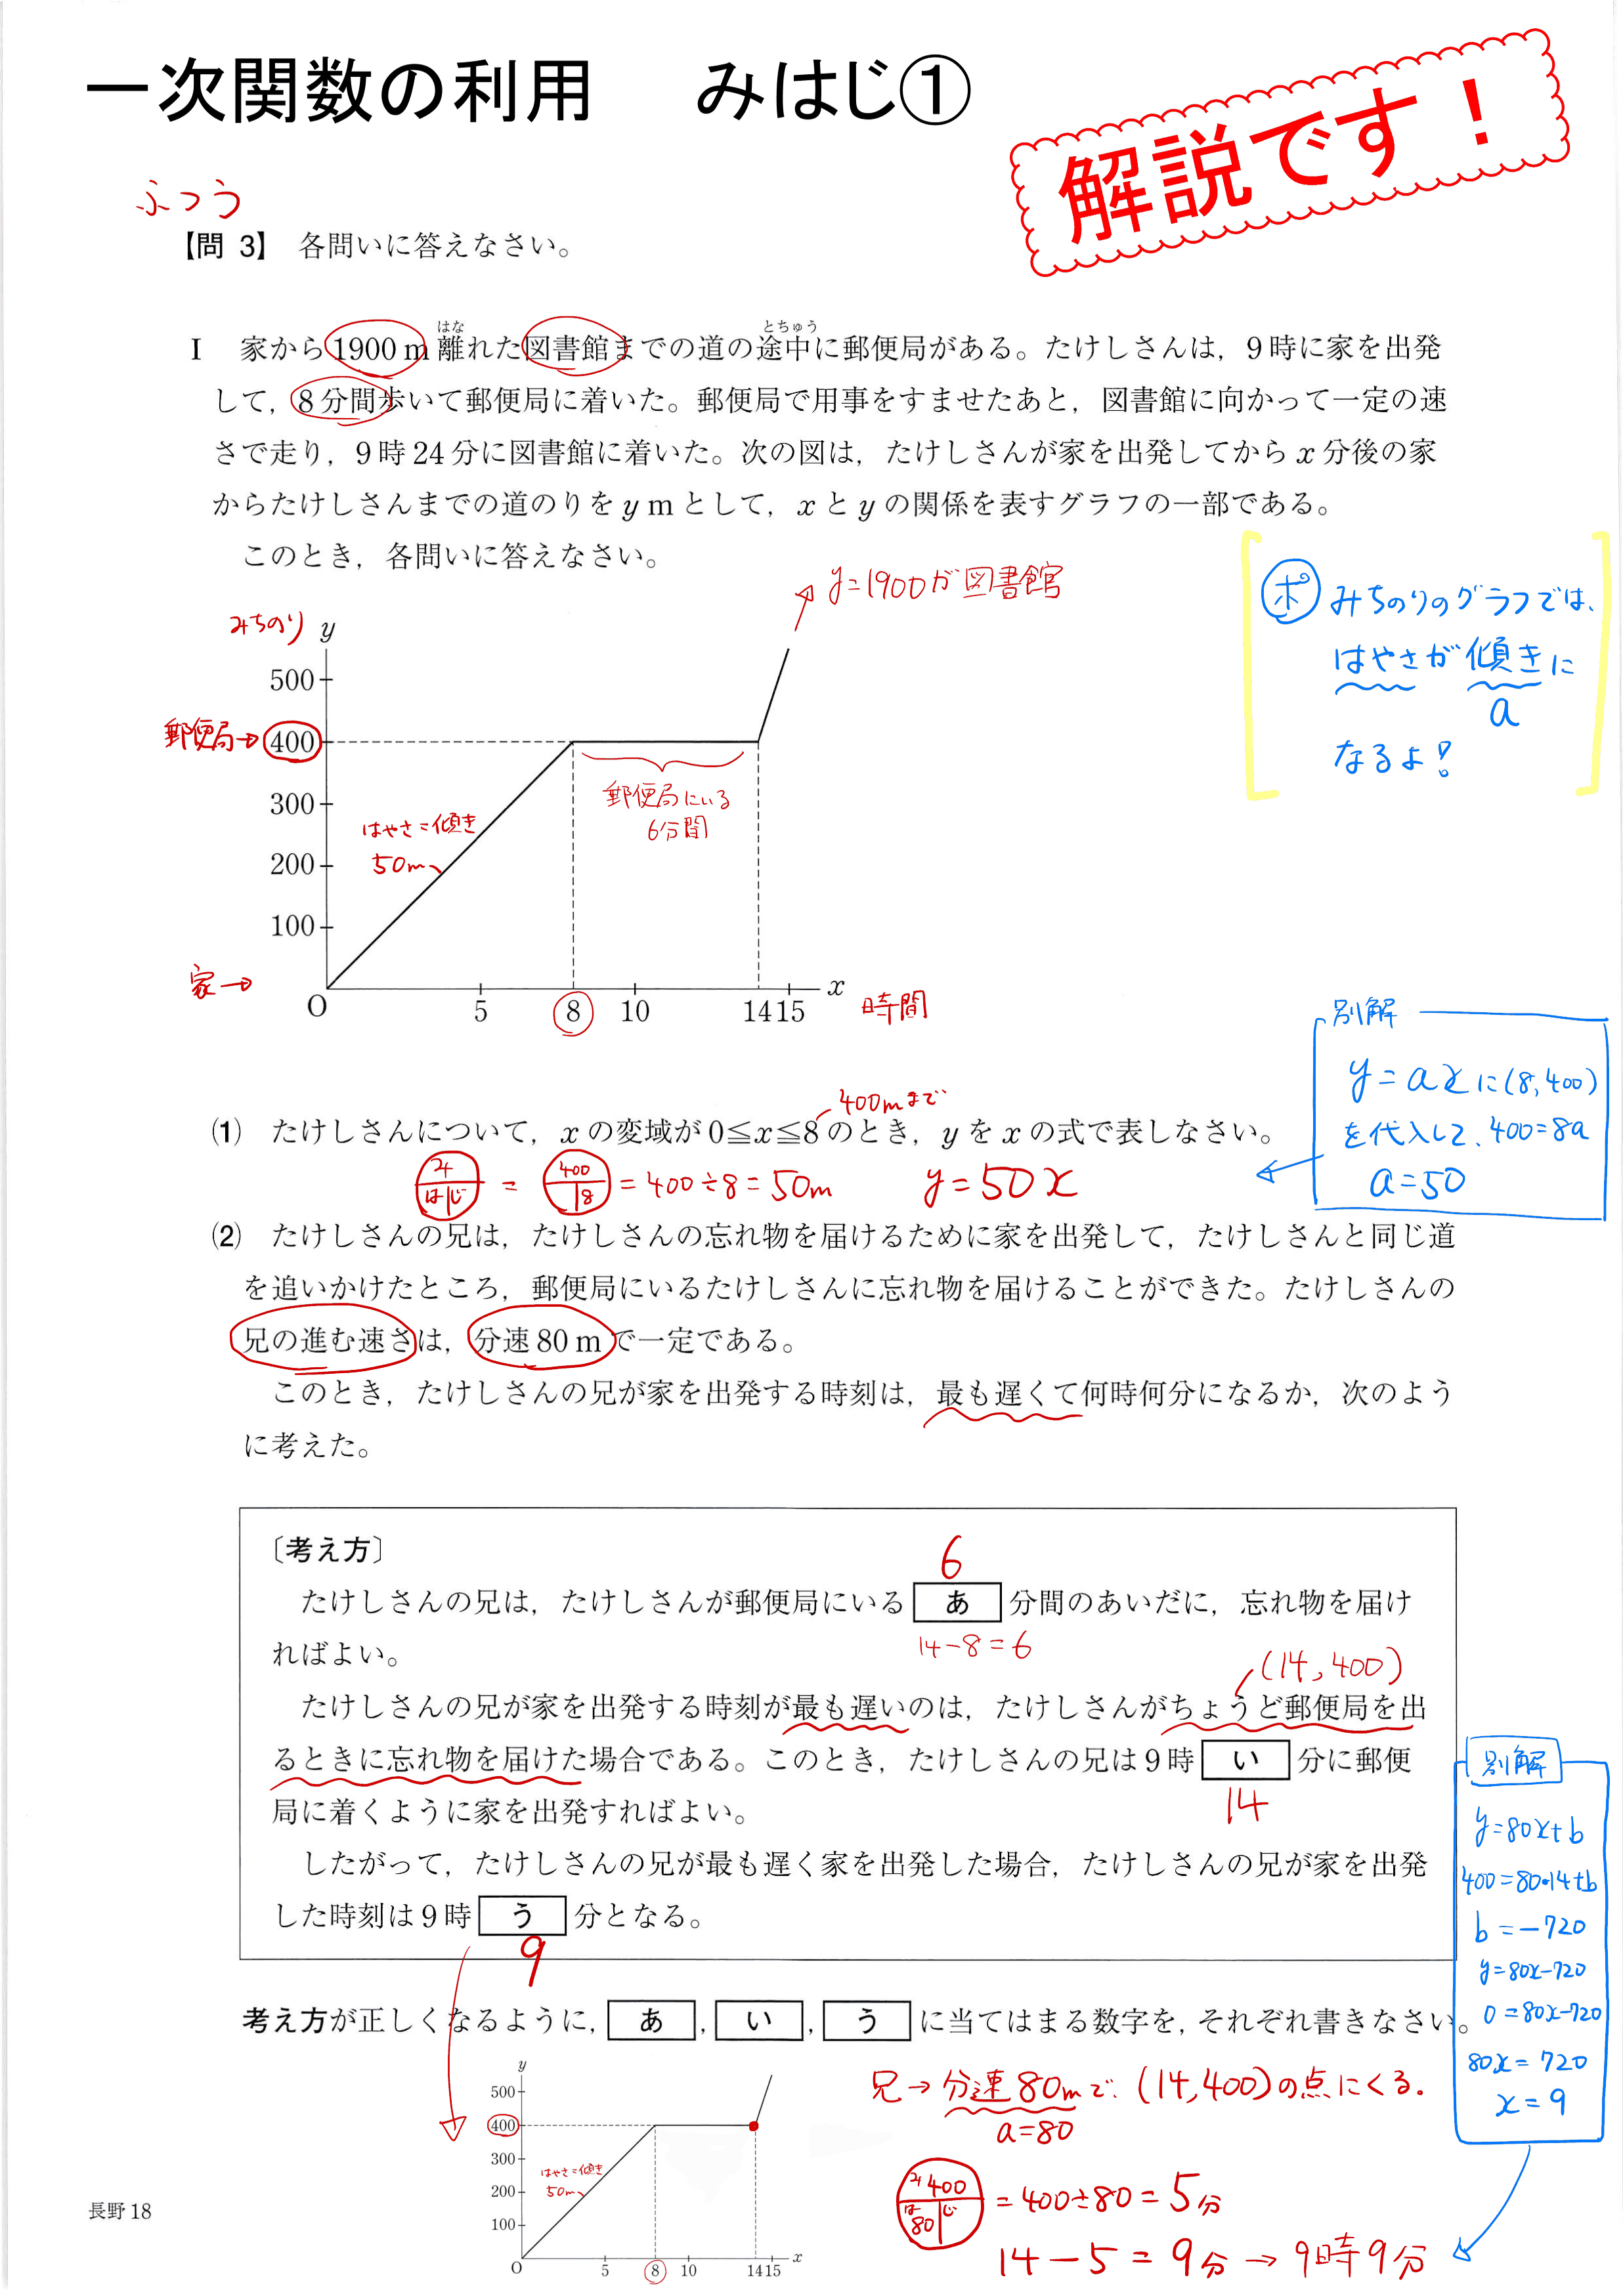 一次関数の利用　みはじ①
解説です！
ふつう
【問 3】 各問いに答えなさい。
Ⅰ 家から1900 m 離れた図書館までの道の途中に郵便局がある。たけしさんは，9時に家を出発
はな
とちゅう
して，8分間歩いて郵便局に着いた。郵便局で用事をすませたあと，図書館に向かって一定の速
さで走り，9時24分に図書館に着いた。次の図は，たけしさんが家を出発してから x 分後の家
からたけしさんまでの道のりを y m として，x と y の関係を表すグラフの一部である。
このとき，各問いに答えなさい。
y=1900が図書館
ポ みちのりのグラフでは、
はやさが傾きに
a
なるよ!
みちのり y
500
郵便局→ 400
300
200
100
家→
はやさ=傾き
50m
郵便局にいる
6分間
O 5 8 10 14 15 x 時間
別解
y=axに(8,400)
を代入して、400=8a
a=50
400mまで
(1) たけしさんについて，x の変域が 0≦x≦8 のとき，y を x の式で表しなさい。
み はじ = 400 8 = 400÷8=50m y=50x
(2) たけしさんの兄は，たけしさんの忘れ物を届けるために家を出発して，たけしさんと同じ道
を追いかけたところ，郵便局にいるたけしさんに忘れ物を届けることができた。たけしさんの
兄の進む速さは，分速80 m で一定である。
このとき，たけしさんの兄が家を出発する時刻は，最も遅くて何時何分になるか，次のよう
に考えた。
〔考え方〕
6
たけしさんの兄は，たけしさんが郵便局にいる あ 分間のあいだに，忘れ物を届け
14-8=6
ればよい。
(14,400)
たけしさんの兄が家を出発する時刻が最も遅いのは，たけしさんがちょうど郵便局を出
るときに忘れ物を届けた場合である。このとき，たけしさんの兄は9時 い 分に郵便
14
局に着くように家を出発すればよい。
したがって，たけしさんの兄が最も遅く家を出発した場合，たけしさんの兄が家を出発
した時刻は9時 う 分となる。
9
別解
y=80x+b
400=80・14+b
b=-720
y=80x-720
0=80x-720
80x=720
x=9
考え方が正しくなるように，あ，い，う に当てはまる数字を，それぞれ書きなさい。
y
500
400
300
200
100
はやさ=傾き
50m
O 5 8 10 14 15 x
兄→分速80mで、(14,400)の点にくる.
a=80
み 400 は 80 じ = 400÷80=5分
14-5=9分→9時9分
長野 18